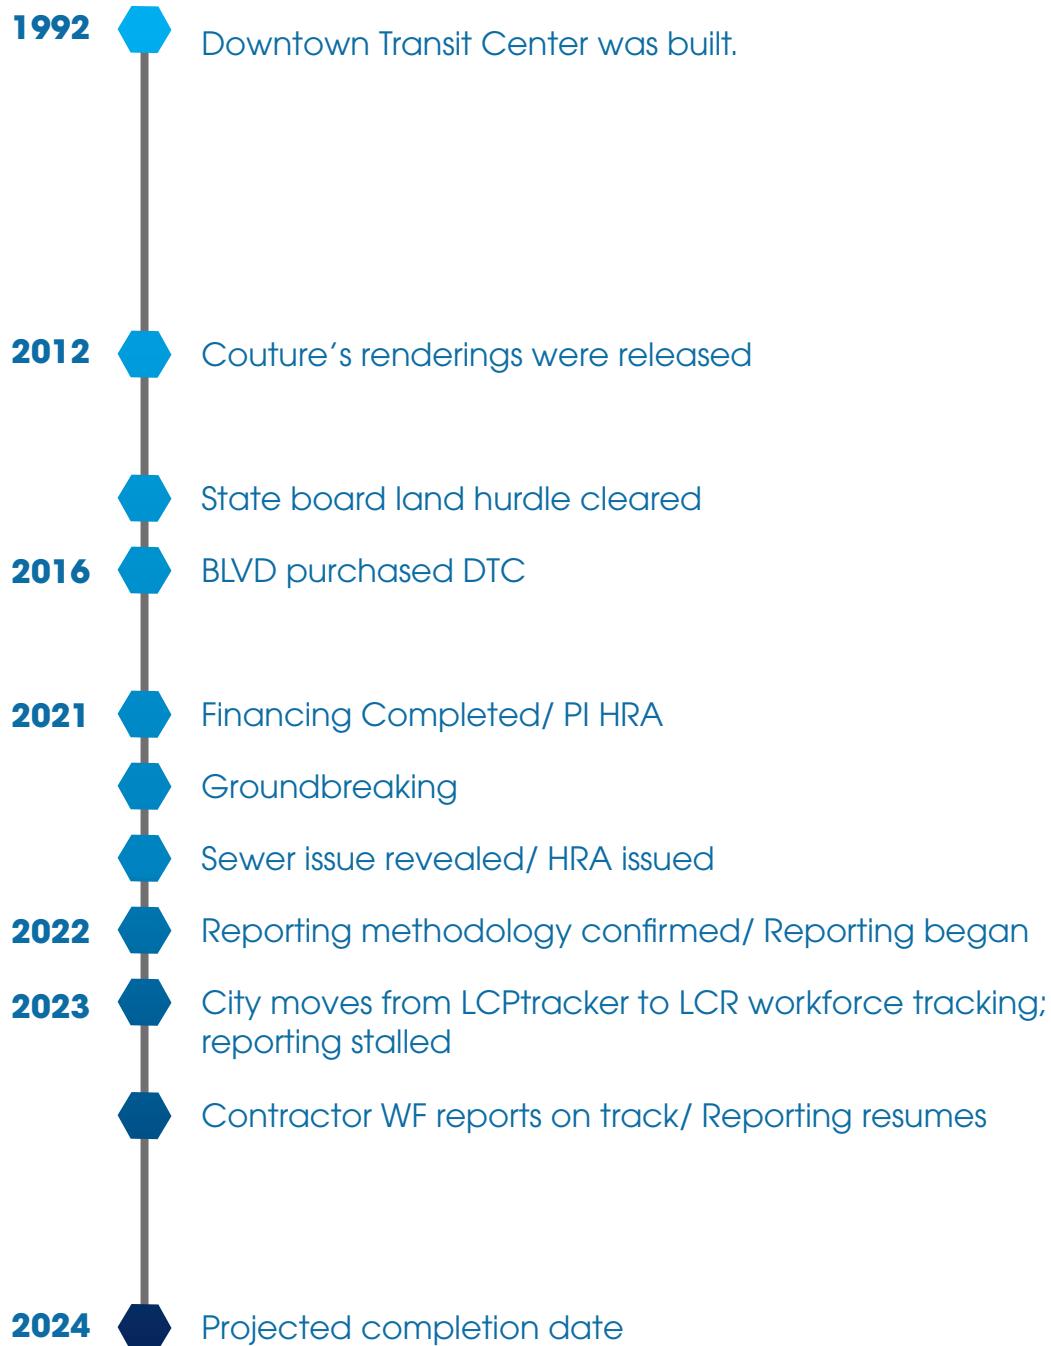 1992
Downtown Transit Center was built.
2012
Couture’s renderings were released
State board land hurdle cleared
2016
BLVD purchased DTC
2021
Financing Completed/ PI HRA
Groundbreaking
Sewer issue revealed/ HRA issued
2022
Reporting methodology confirmed/ Reporting began
2023
City moves from LCPtracker to LCR workforce tracking;
reporting stalled
Contractor WF reports on track/ Reporting resumes
2024
Projected completion date